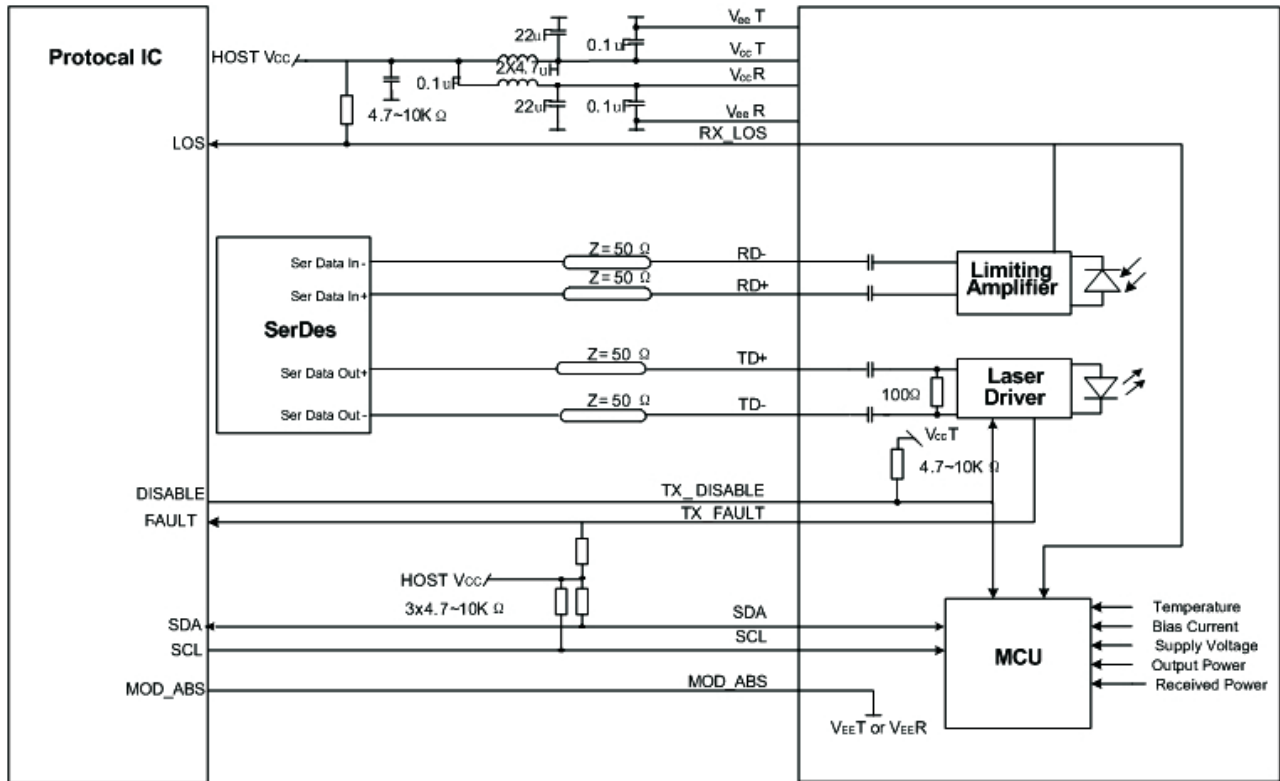 Protocal IC
HOST VCC
22uF
0.1uF
VeeT
VccT
2X4.7uH
0.1uF
VccR
4.7~10K Ω
22uF
0.1uF
VeeR
LOS
RX_LOS
Ser Data In -
Z= 50 Ω
RD-
Ser Data In+
Z= 50 Ω
RD+
Limiting
Amplifier
SerDes
Ser Data Out+
Z= 50 Ω
TD+
Ser Data Out -
Z= 50 Ω
TD-
100Ω
Laser
Driver
VccT
4.7~10K Ω
DISABLE
TX_DISABLE
FAULT
TX_FAULT
HOST VCC
3x4.7~10K Ω
SDA
SDA
SCL
SCL
MOD_ABS
MOD_ABS
VEET or VEER
MCU
Temperature
Bias Current
Supply Voltage
Output Power
Received Power